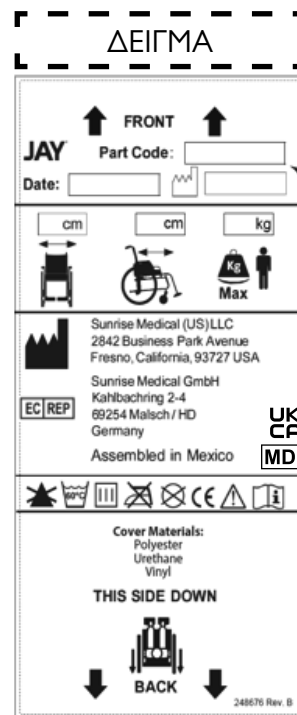 ΔΕΙΓΜΑ
FRONT
JAY Part Code:
Date:
cm cm kg
Kg
Max
Sunrise Medical (US)LLC
2842 Business Park Avenue
Fresno, California, 93727 USA
Sunrise Medical GmbH
Kahlbachring 2-4
EC REP 69254 Malsch / HD
Germany
UK
CA
Assembled in Mexico MD
60°C CE i
Cover Materials:
Polyester
Urethane
Vinyl
THIS SIDE DOWN
BACK
248676 Rev. B